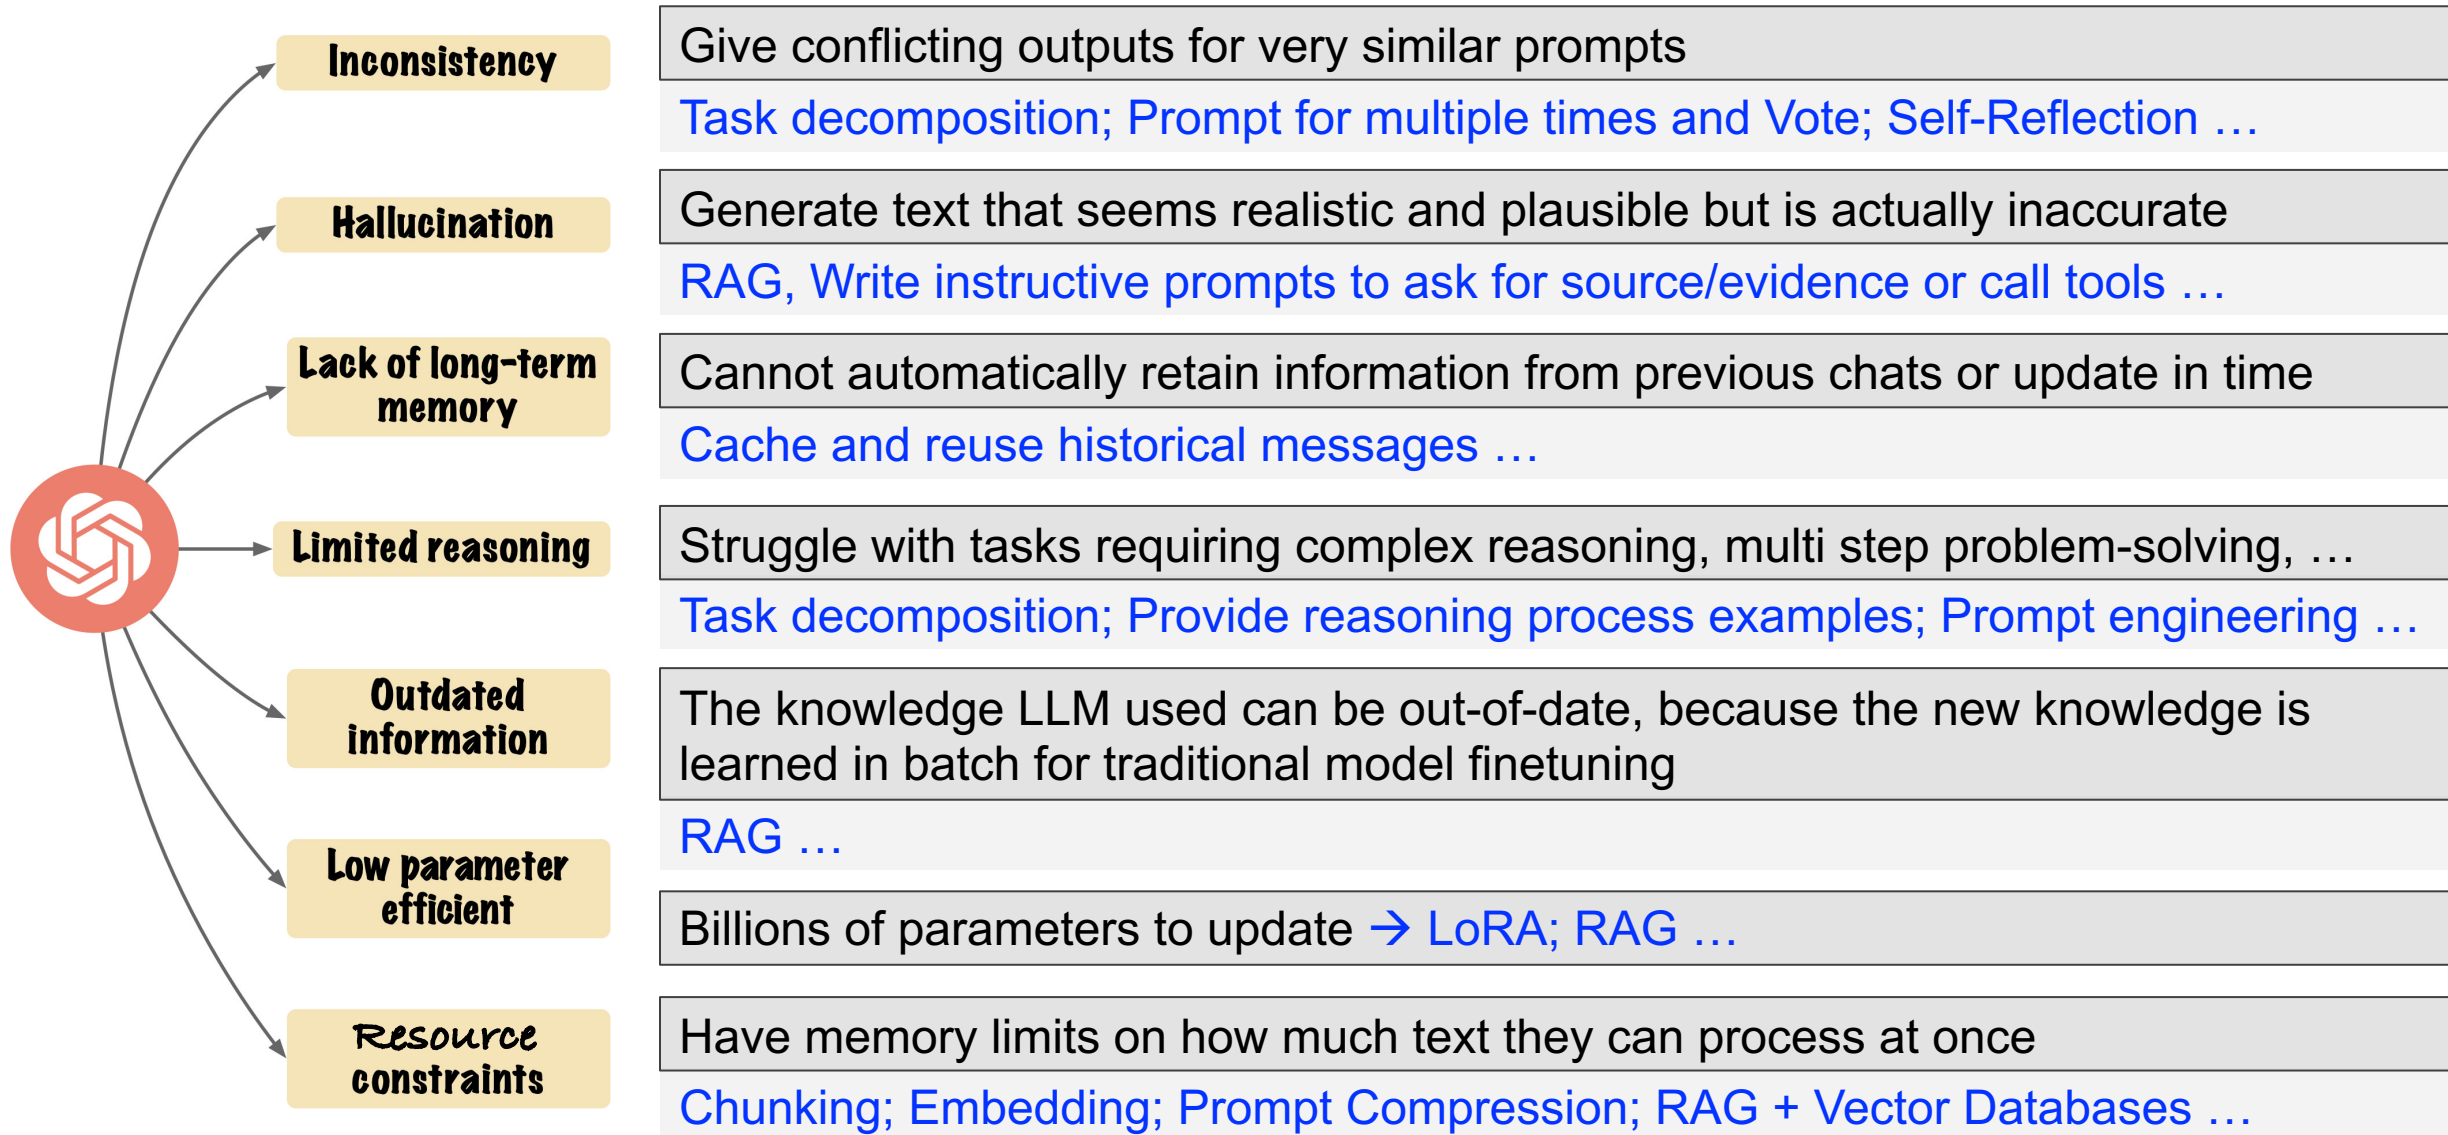 Inconsistency
Give conflicting outputs for very similar prompts
Task decomposition; Prompt for multiple times and Vote; Self-Reflection …
Hallucination
Generate text that seems realistic and plausible but is actually inaccurate
RAG, Write instructive prompts to ask for source/evidence or call tools …
Lack of long-term
memory
Cannot automatically retain information from previous chats or update in time
Cache and reuse historical messages …
Limited reasoning
Struggle with tasks requiring complex reasoning, multi step problem-solving, …
Task decomposition; Provide reasoning process examples; Prompt engineering …
Outdated
information
The knowledge LLM used can be out-of-date, because the new knowledge is
learned in batch for traditional model finetuning
RAG …
Low parameter
efficient
Billions of parameters to update → LoRA; RAG …
Resource
constraints
Have memory limits on how much text they can process at once
Chunking; Embedding; Prompt Compression; RAG + Vector Databases …